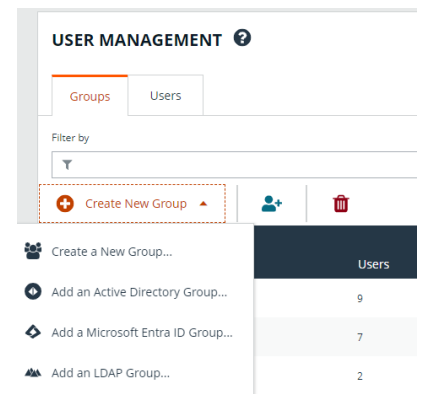 USER MANAGEMENT
Groups Users
Filter by
Create New Group
Create a New Group...
Users
Add an Active Directory Group...
9
Add a Microsoft Entra ID Group...
7
Add an LDAP Group...
2